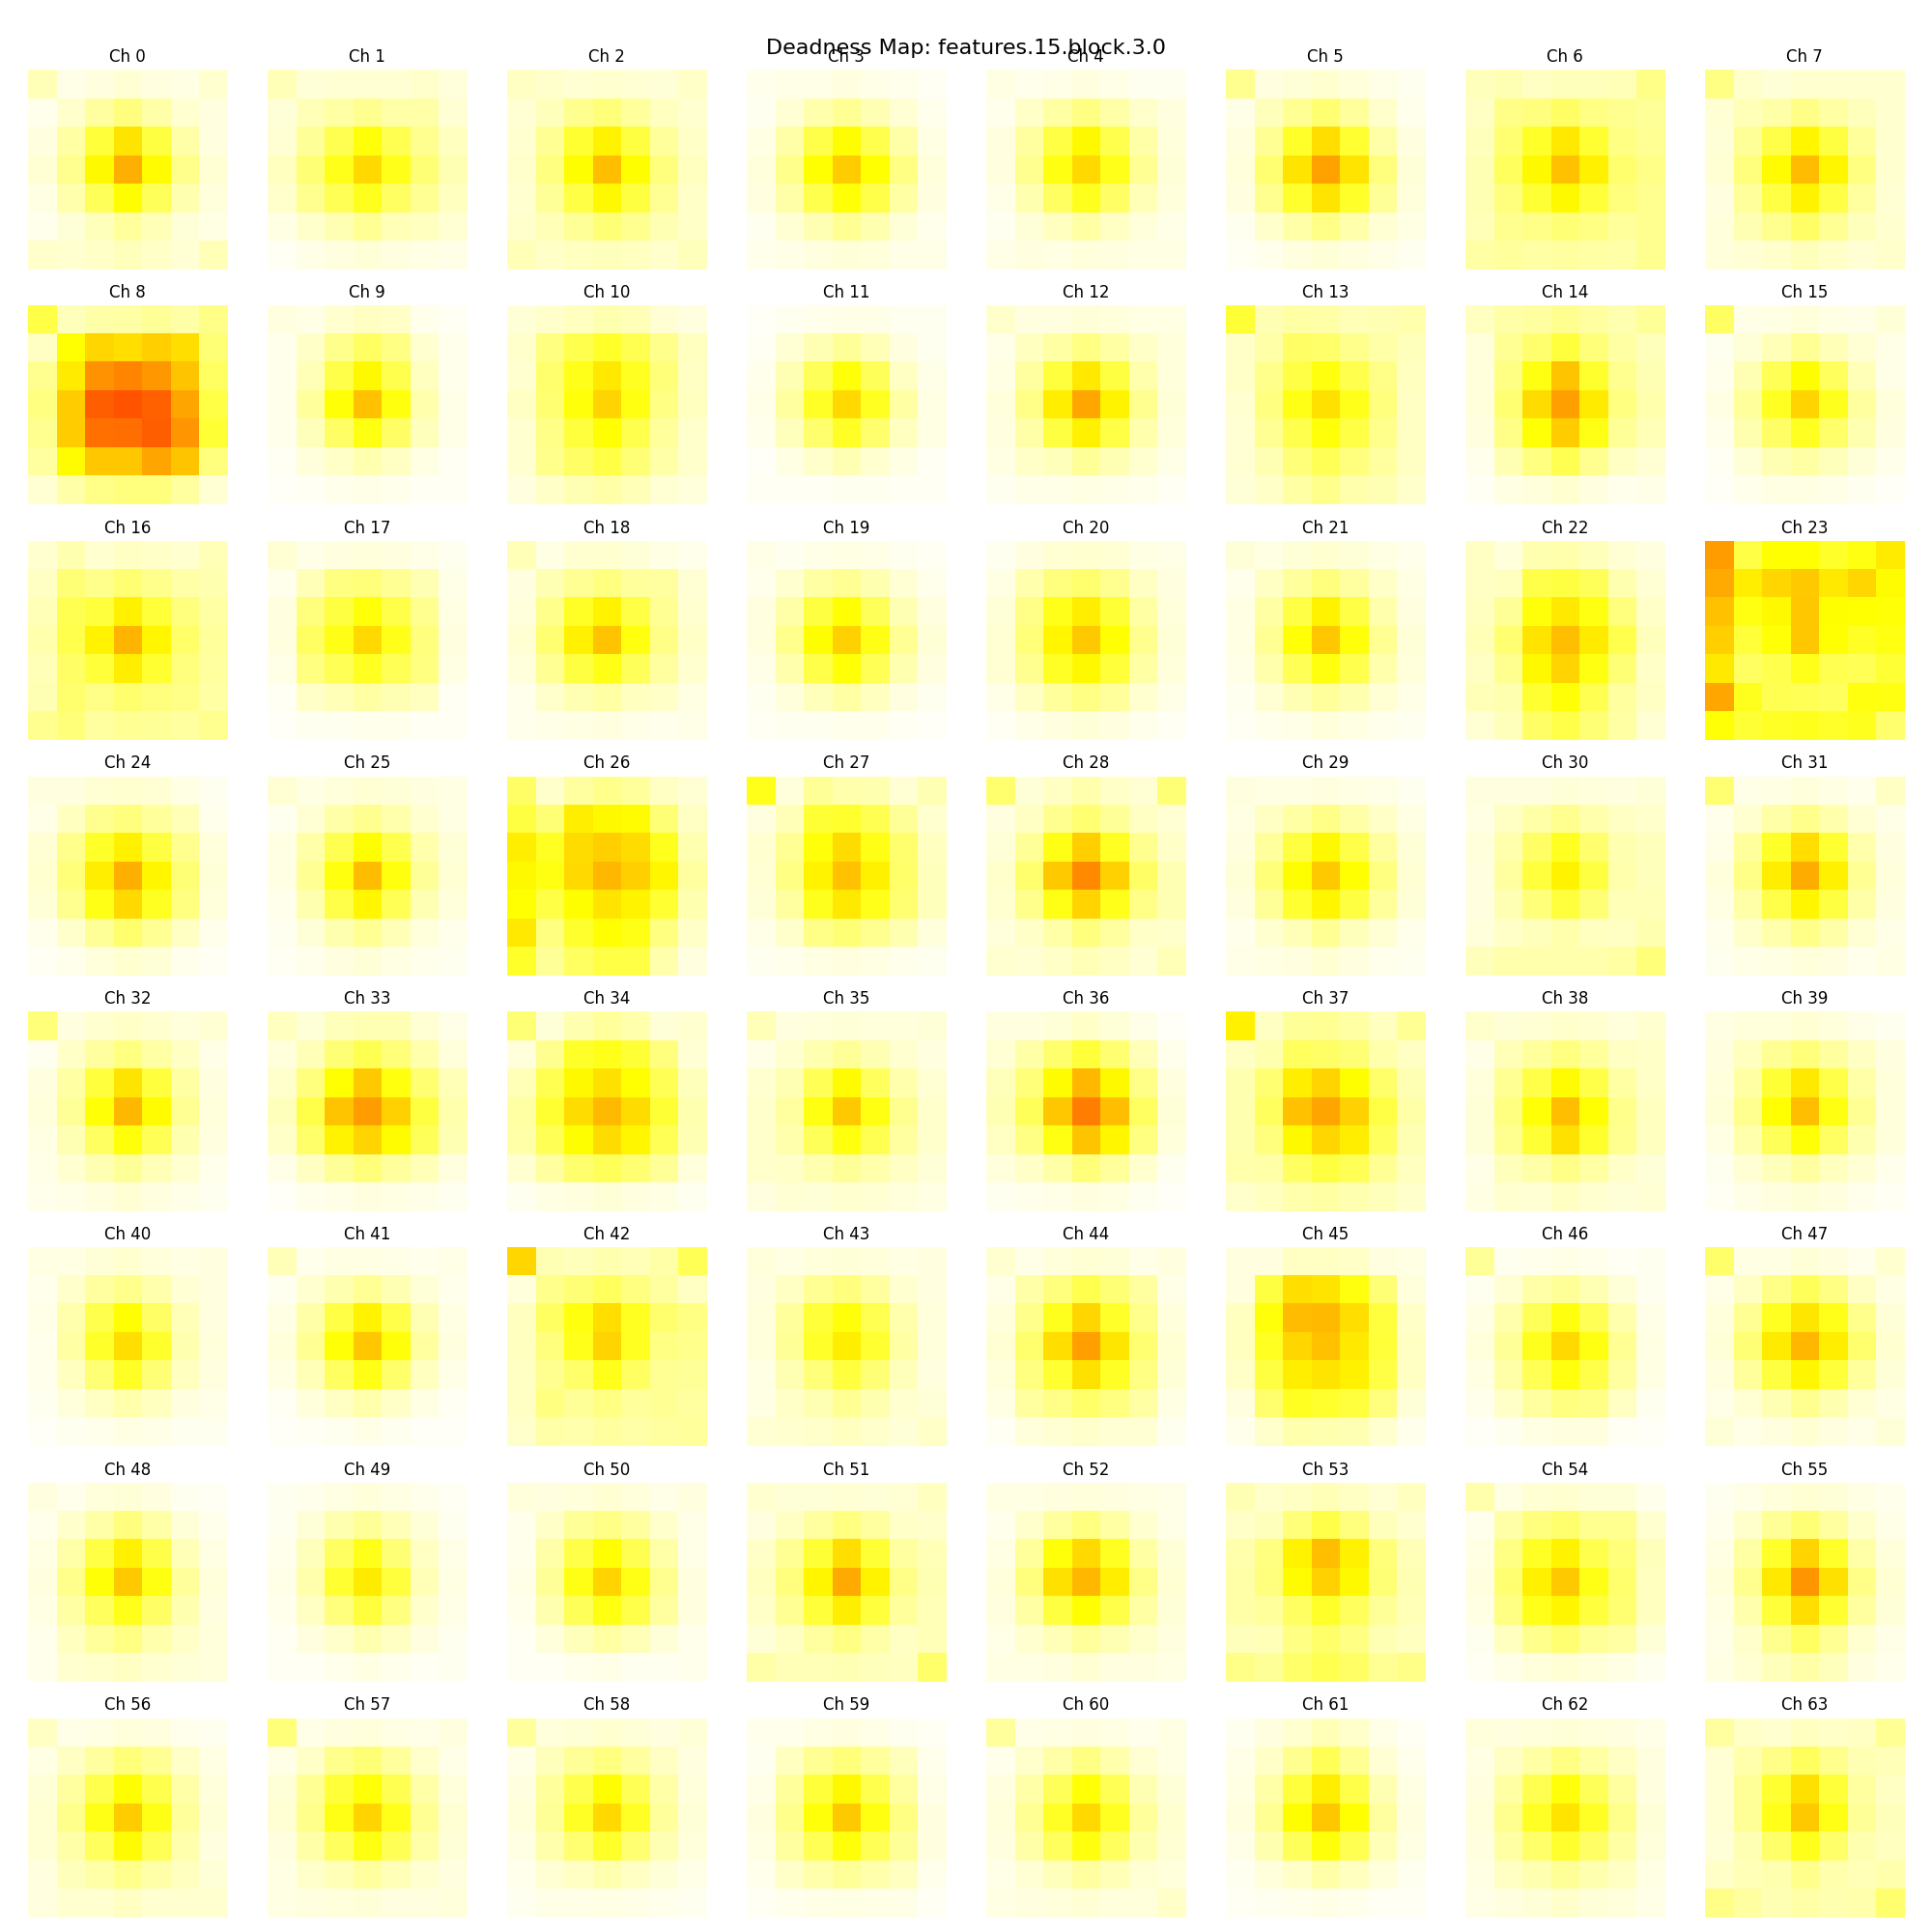 Deadness Map: features.15.block.3.0
Ch 0 Ch 1 Ch 2 Ch 3 Ch 4 Ch 5 Ch 6 Ch 7
Ch 8 Ch 9 Ch 10 Ch 11 Ch 12 Ch 13 Ch 14 Ch 15
Ch 16 Ch 17 Ch 18 Ch 19 Ch 20 Ch 21 Ch 22 Ch 23
Ch 24 Ch 25 Ch 26 Ch 27 Ch 28 Ch 29 Ch 30 Ch 31
Ch 32 Ch 33 Ch 34 Ch 35 Ch 36 Ch 37 Ch 38 Ch 39
Ch 40 Ch 41 Ch 42 Ch 43 Ch 44 Ch 45 Ch 46 Ch 47
Ch 48 Ch 49 Ch 50 Ch 51 Ch 52 Ch 53 Ch 54 Ch 55
Ch 56 Ch 57 Ch 58 Ch 59 Ch 60 Ch 61 Ch 62 Ch 63